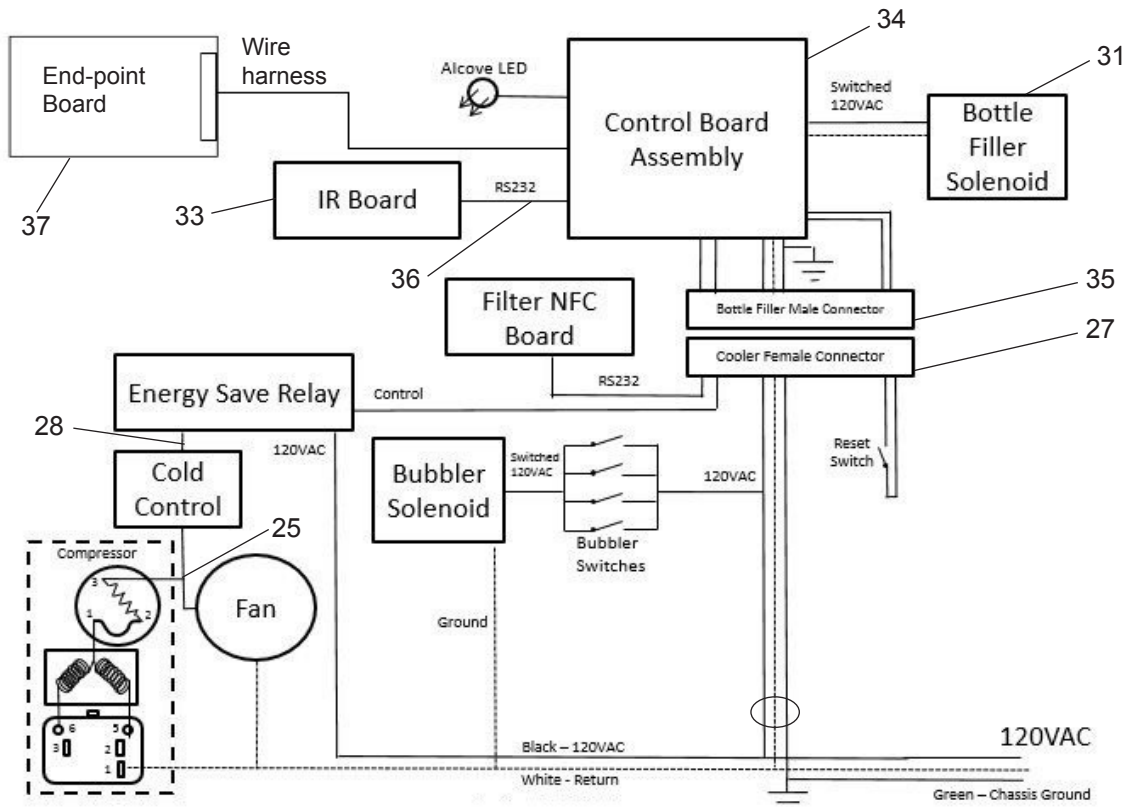 34
31
37
Wire
harness
End-point
Board
Alcove LED
Control Board
Assembly
Switched
120VAC
Bottle
Filler
Solenoid
33
IR Board
RS232
36
Filter NFC
Board
RS232
Bottle Filler Male Connector
35
Cooler Female Connector
27
Energy Save Relay
Control
28
120VAC
Cold
Control
25
Bubbler
Solenoid
Switched
120VAC
120VAC
Bubbler
Switches
Reset
Switch
Compressor
3
1
2
Fan
Ground
6
5
3
2
1
Black – 120VAC
White - Return
120VAC
Green – Chassis Ground